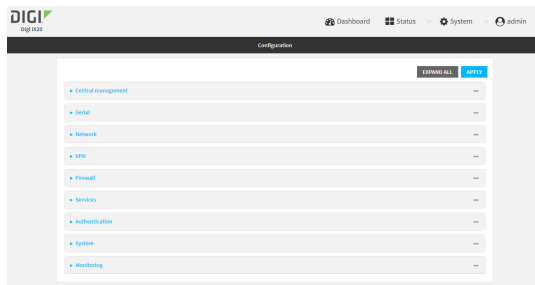 DIGI
Digi IX20
Dashboard
Status
System
admin
Configuration
EXPAND ALL
APPLY
Central management
Serial
Network
VPN
Firewall
Services
Authentication
System
Monitoring